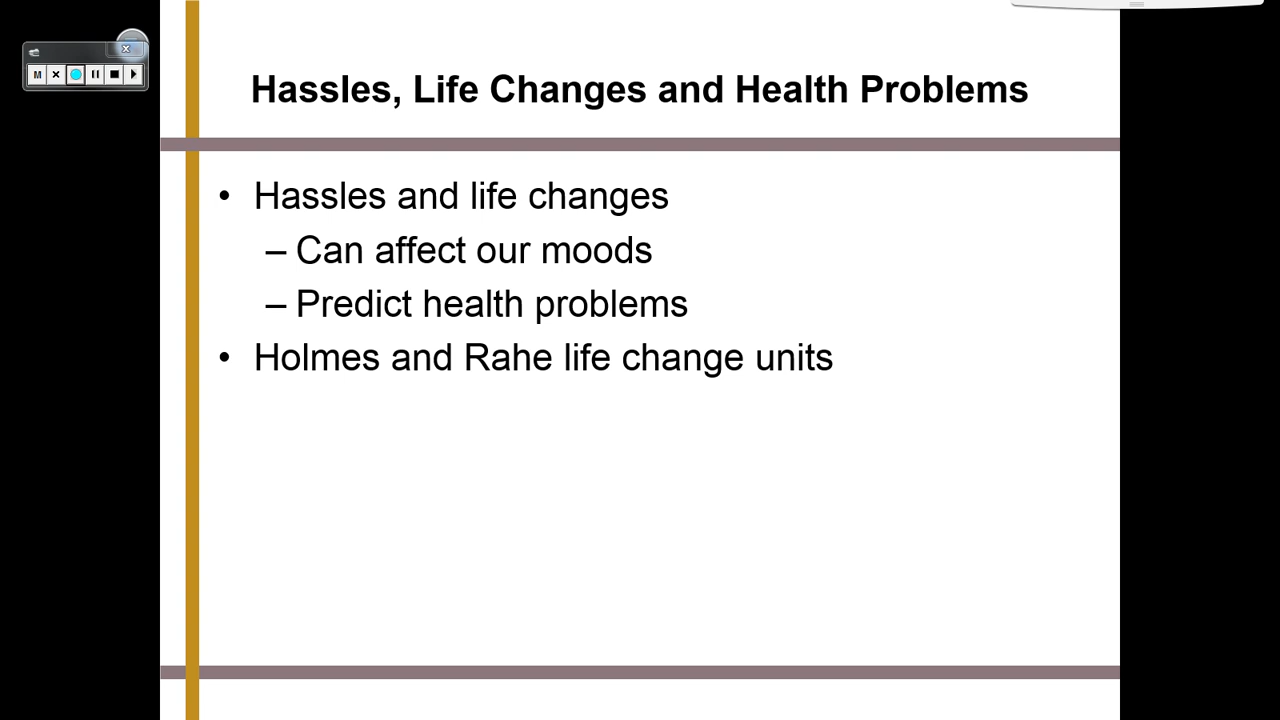 Hassles, Life Changes and Health Problems
• Hassles and life changes
– Can affect our moods
– Predict health problems
• Holmes and Rahe life change units
M